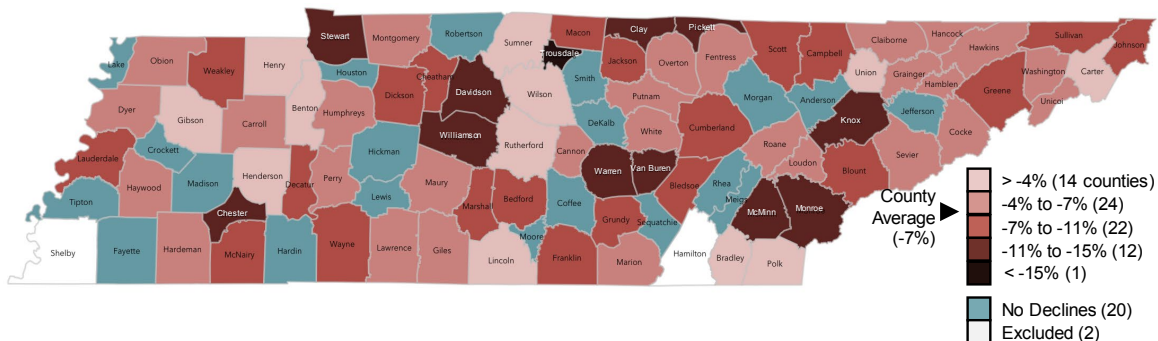 Stewart
Montgomery
Robertson
Sumner
Macon
Clay
Pickett
Trousdale
Scott
Campbell
Claiborne
Hancock
Hawkins
Sullivan
Johnson
Lake
Obion
Weakley
Henry
Houston
Cheatham
Davidson
Wilson
Smith
Jackson
Overton
Fentress
Union
Grainger
Hamblen
Washington
Carter
Unicoi
Greene
Dyer
Gibson
Carroll
Benton
Humphreys
Dickson
Williamson
Rutherford
Cannon
DeKalb
Putnam
White
Cumberland
Morgan
Anderson
Knox
Jefferson
Cocke
Sevier
Lauderdale
Crockett
Haywood
Madison
Henderson
Decatur
Perry
Hickman
Lewis
Maury
Marshall
Bedford
Coffee
Warren
Van Buren
Bledsoe
Rhea
Meigs
Roane
Loudon
Blount
Monroe
McMinn
Tipton
Chester
Shelby
Fayette
Hardeman
McNairy
Hardin
Wayne
Lawrence
Giles
Lincoln
Moore
Franklin
Grundy
Sequatchie
Marion
Hamilton
Bradley
Polk
County
Average
(-7%)
> -4% (14 counties)
-4% to -7% (24)
-7% to -11% (22)
-11% to -15% (12)
< -15% (1)
No Declines (20)
Excluded (2)